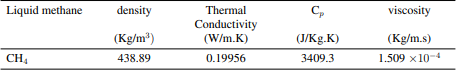 Liquid methane density Thermal Conductivity C_p viscosity
(Kg/m³) (W/m.K) (J/Kg.K) (Kg/m.s)
CH₄ 438.89 0.19956 3409.3 1.509 ×10⁻⁴